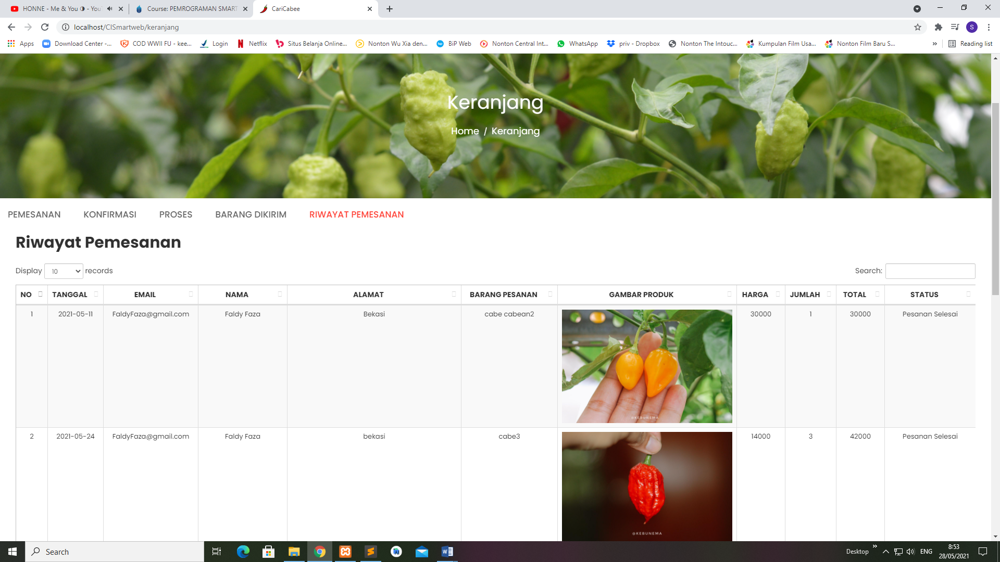 HONNE - Me & You ◑ - You
Course: PEMROGRAMAN SMART
CariCabee
localhost/CISmartweb/keranjang
S
Apps
Download Center -...
COD WWII FU - kee...
Login
Netflix
Situs Belanja Online...
Nonton Wu Xia den...
BiP Web
Nonton Central Int...
WhatsApp
priv - Dropbox
Nonton The Intouc...
Kumpulan Film Usa...
Nonton Film Baru S...
»
Reading list
Keranjang
Home / Keranjang
PEMESANAN KONFIRMASI PROSES BARANG DIKIRIM RIWAYAT PEMESANAN
Riwayat Pemesanan
Display 10 records
Search:
NO TANGGAL EMAIL NAMA ALAMAT BARANG PESANAN GAMBAR PRODUK HARGA JUMLAH TOTAL STATUS
1 2021-05-11 FaldyFaza@gmail.com Faldy Faza Bekasi cabe cabean2 30000 1 30000 Pesanan Selesai
@KEBUNEMA
2 2021-05-24 FaldyFaza@gmail.com Faldy Faza bekasi cabe3 14000 3 42000 Pesanan Selesai
@KEBUNEMA
Search
Desktop
»
ENG
8:53
28/05/2021